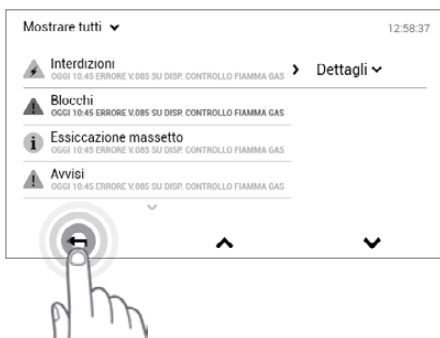 Mostrare tutti
12:58:37
Interdizioni
OGGI 10.45 ERRORE V.085 SU DISP. CONTROLLO FIAMMA GAS
Dettagli
Blocchi
OGGI 10:45 ERRORE V.085 SU DISP. CONTROLLO FIAMMA GAS
Essiccazione massetto
OGGI 10:45 ERRORE V.085 SU DISP. CONTROLLO FIAMMA GAS
Avvisi
OGGI 10:45 ERRORE V.085 SU DISP. CONTROLLO FIAMMA GAS